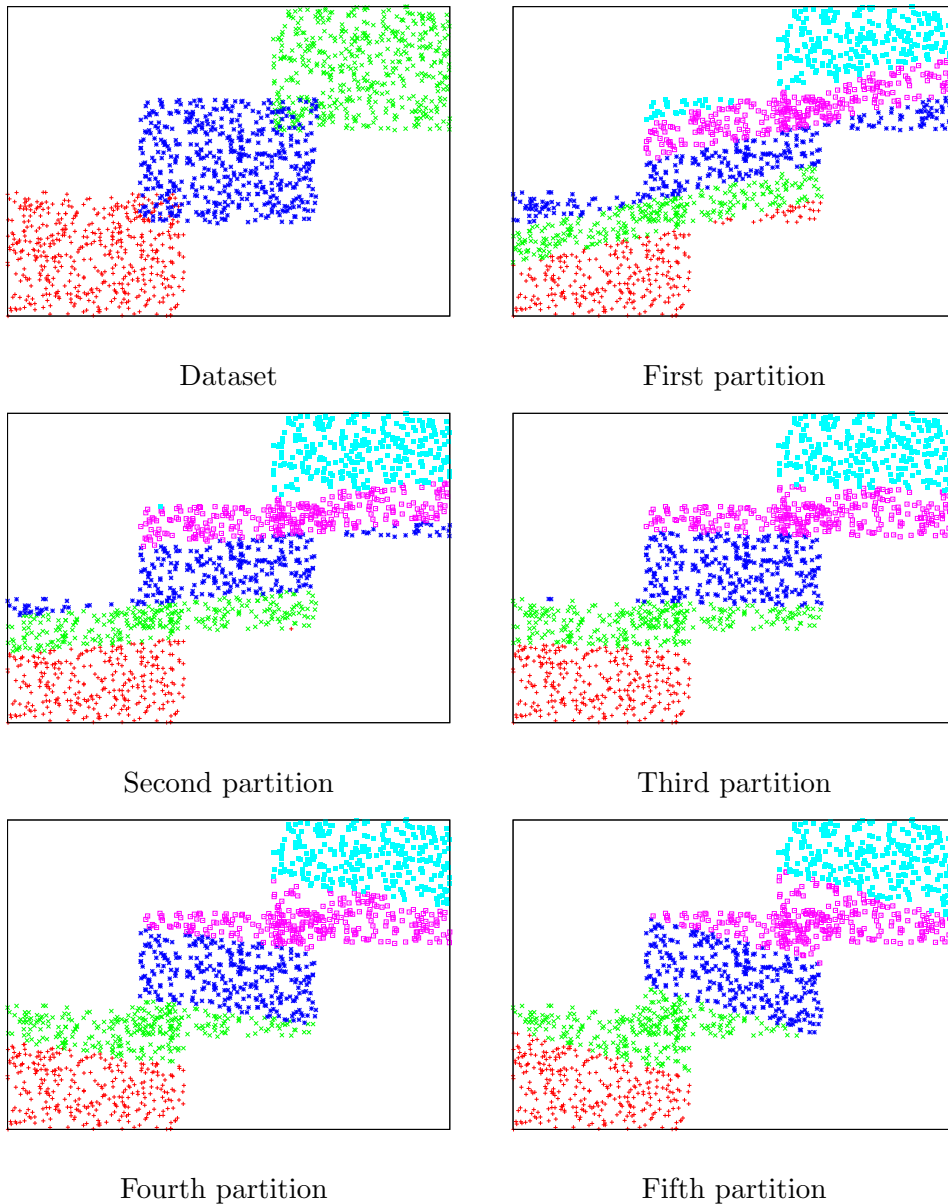 Dataset
First partition
Second partition
Third partition
Fourth partition
Fifth partition